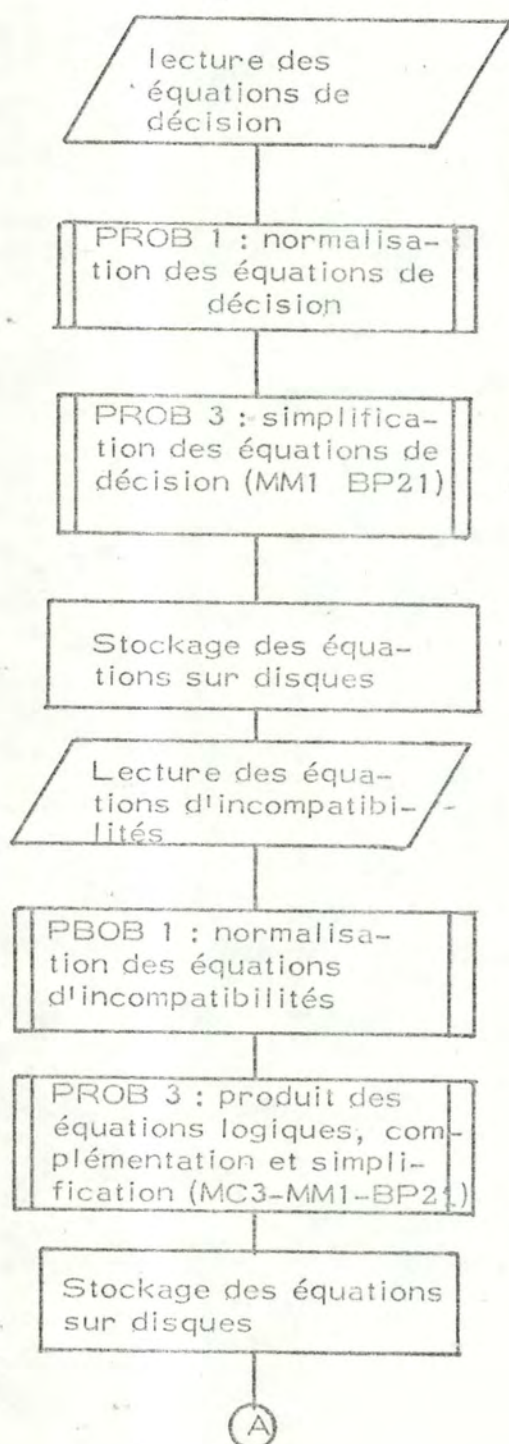 lecture des
équations de
décision
PROB 1 : normalisa-
tion des équations de
décision
PROB 3 : simplifica-
tion des équations de
décision (MM1 BP21)
Stockage des équa-
tions sur disques
Lecture des équa-
tions d'incompatibi-
lités
PBOB 1 : normalisa-
tion des équations
d'incompatibilités
PROB 3 : produit des
équations logiques, com-
plémentation et simpli-
fication (MC3-MM1-BP21)
Stockage des équations
sur disques
A